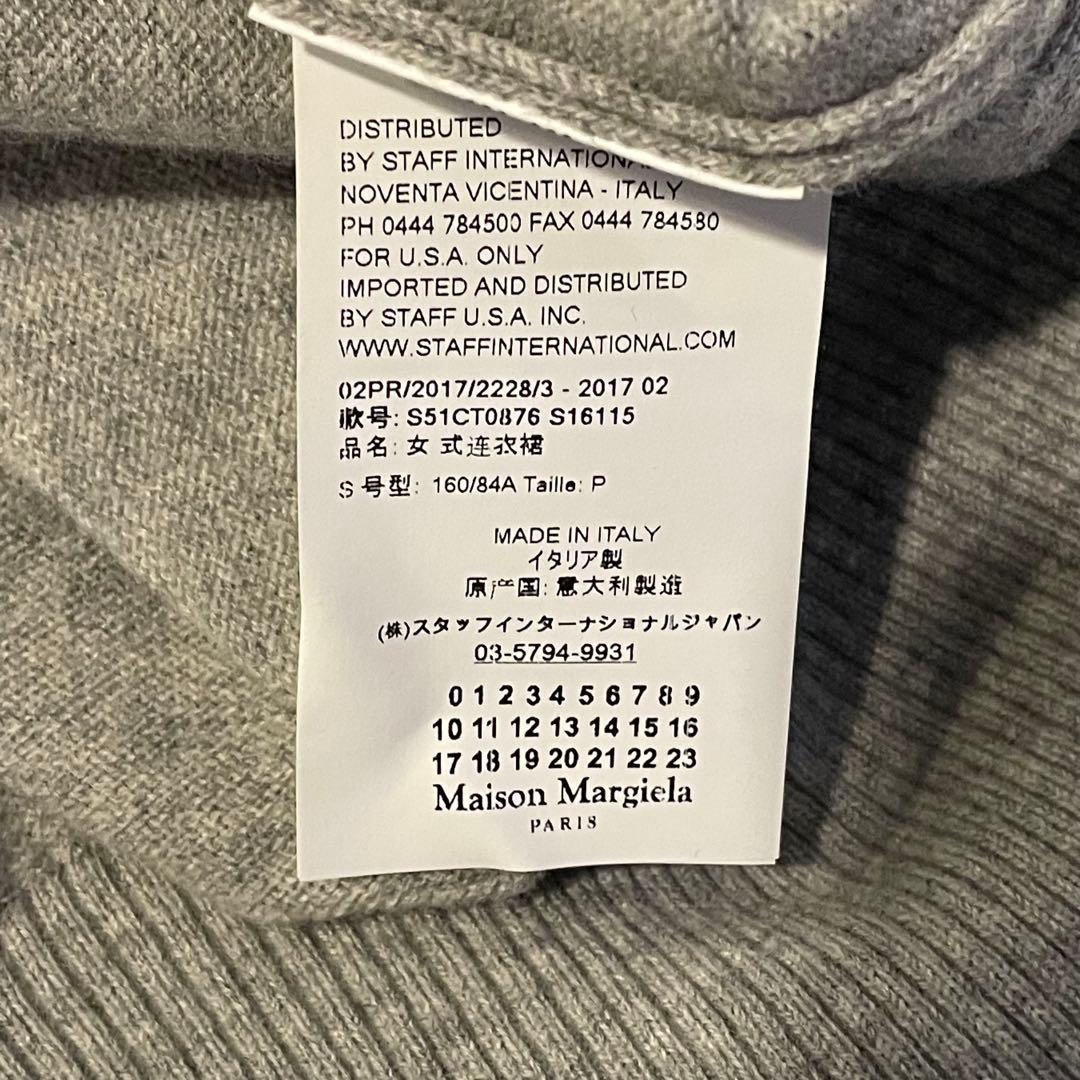 DISTRIBUTED
BY STAFF INTERNATIONAL
NOVENTA VICENTINA - ITALY
PH 0444 784500 FAX 0444 784580
FOR U.S.A. ONLY
IMPORTED AND DISTRIBUTED
BY STAFF U.S.A. INC.
WWW.STAFFINTERNATIONAL.COM
02PR/2017/2228/3 - 2017 02
款号: S51CT0876 S16115
品名: 女 式连衣裙
S 号型: 160/84A Taille: P
MADE IN ITALY
イタリア製
原产国: 意大利製造
(株)スタッフインターナショナルジャパン
03-5794-9931
0 1 2 3 4 5 6 7 8 9
10 11 12 13 14 15 16
17 18 19 20 21 22 23
Maison Margiela
PARIS